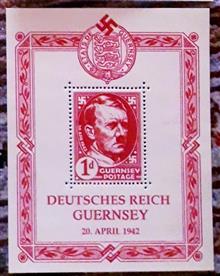 1d
GUERNSEY
POSTAGE
DEUTSCHES REICH
GUERNSEY
20. APRIL 1942